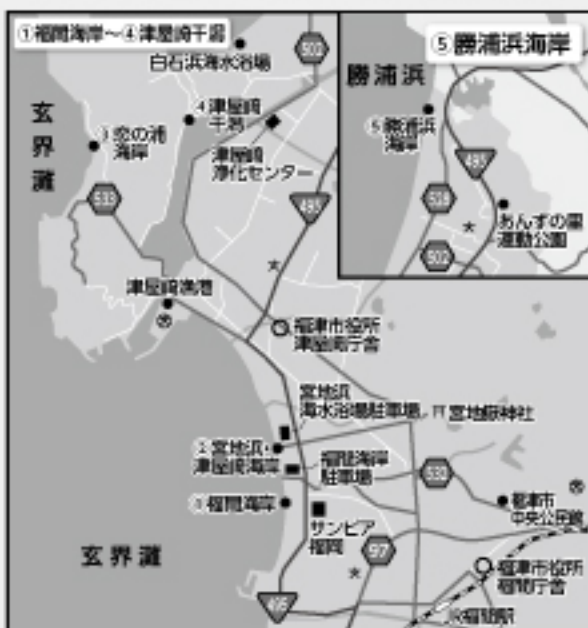 ①福間海岸～④津屋崎干潟
白石浜海水浴場
502
玄界灘
③恋の浦
海岸
④津屋崎
干潟
津屋崎
浄化センター
533
495
津屋崎漁港
福津市役所
津屋崎庁舎
宮地浜
海水浴場駐車場
宮地嶽神社
②宮地浜・
津屋崎海岸
福間海岸
駐車場
530
①福間海岸
サンピア
福岡
福津市
中央公民館
玄界灘
97
福津市役所
福間庁舎
495
JR福間駅
⑤勝浦浜海岸
勝浦浜
⑤勝浦浜
海岸
495
528
あんずの里
運動公園
502